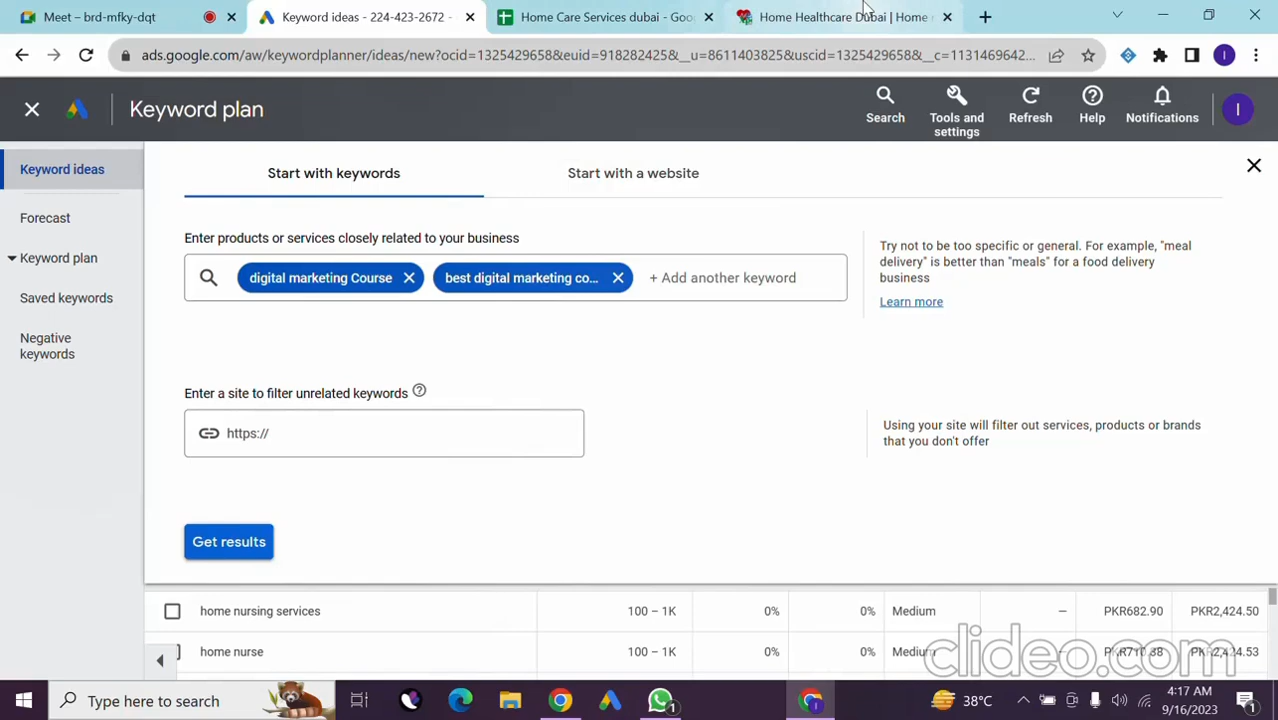 Meet – brd-mfky-dqt
Keyword ideas - 224-423-2672 -
Home Care Services dubai - Goo
Home Healthcare Dubai | Home
ads.google.com/aw/keywordplanner/ideas/new?ocid=1325429658&euid=918282425&__u=8611403825&uscid=1325429658&__c=1131469642...
I
Keyword plan
Search
Tools and settings
Refresh
Help
Notifications
I
Keyword ideas
Forecast
Keyword plan
Saved keywords
Negative keywords
Start with keywords
Start with a website
Enter products or services closely related to your business
digital marketing Course
best digital marketing co...
+ Add another keyword
Try not to be too specific or general. For example, "meal
delivery" is better than "meals" for a food delivery
business
Learn more
Enter a site to filter unrelated keywords
https://
Using your site will filter out services, products or brands
that you don't offer
Get results
home nursing services 100 – 1K 0% 0% Medium – PKR682.90 PKR2,424.50
home nurse 100 – 1K 0% 0% Medium – PKR710.38 PKR2,424.53
clideo.com
Type here to search
1
38°C
4:17 AM
9/16/2023
1